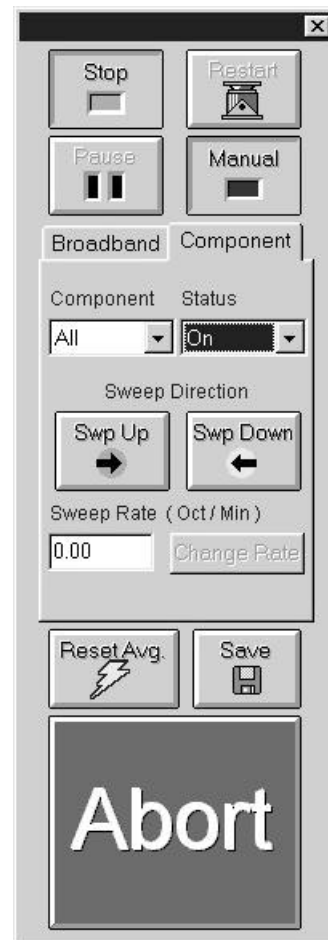 Stop
Restart
Pause
Manual
Broadband
Component
Component
Status
All
On
Sweep Direction
Swp Up
Swp Down
Sweep Rate ( Oct / Min )
0.00
Change Rate
Reset Avg.
Save
Abort